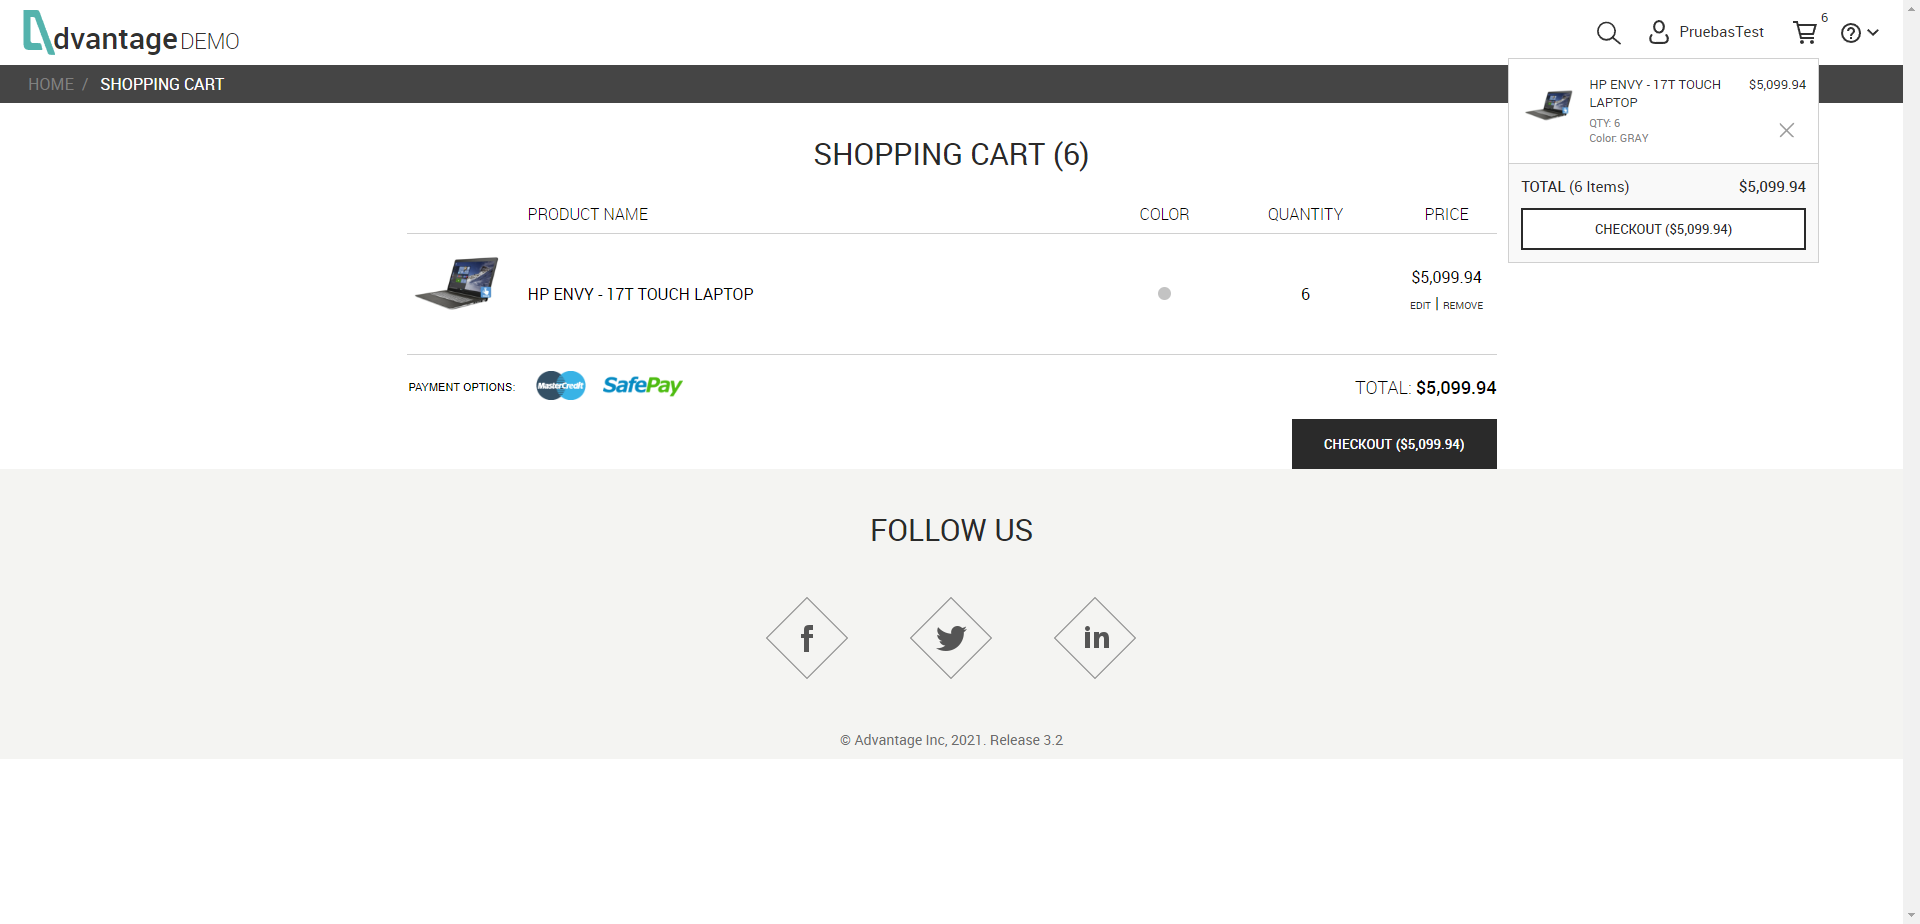 dvantage DEMO
PruebasTest
6
HOME / SHOPPING CART
HP ENVY - 17T TOUCH LAPTOP
$5,099.94
QTY: 6
Color: GRAY
TOTAL (6 Items) $5,099.94
CHECKOUT ($5,099.94)
SHOPPING CART (6)
PRODUCT NAME COLOR QUANTITY PRICE
HP ENVY - 17T TOUCH LAPTOP 6 $5,099.94
EDIT | REMOVE
PAYMENT OPTIONS: MasterCredit SafePay TOTAL: $5,099.94
CHECKOUT ($5,099.94)
FOLLOW US
f in
© Advantage Inc, 2021. Release 3.2